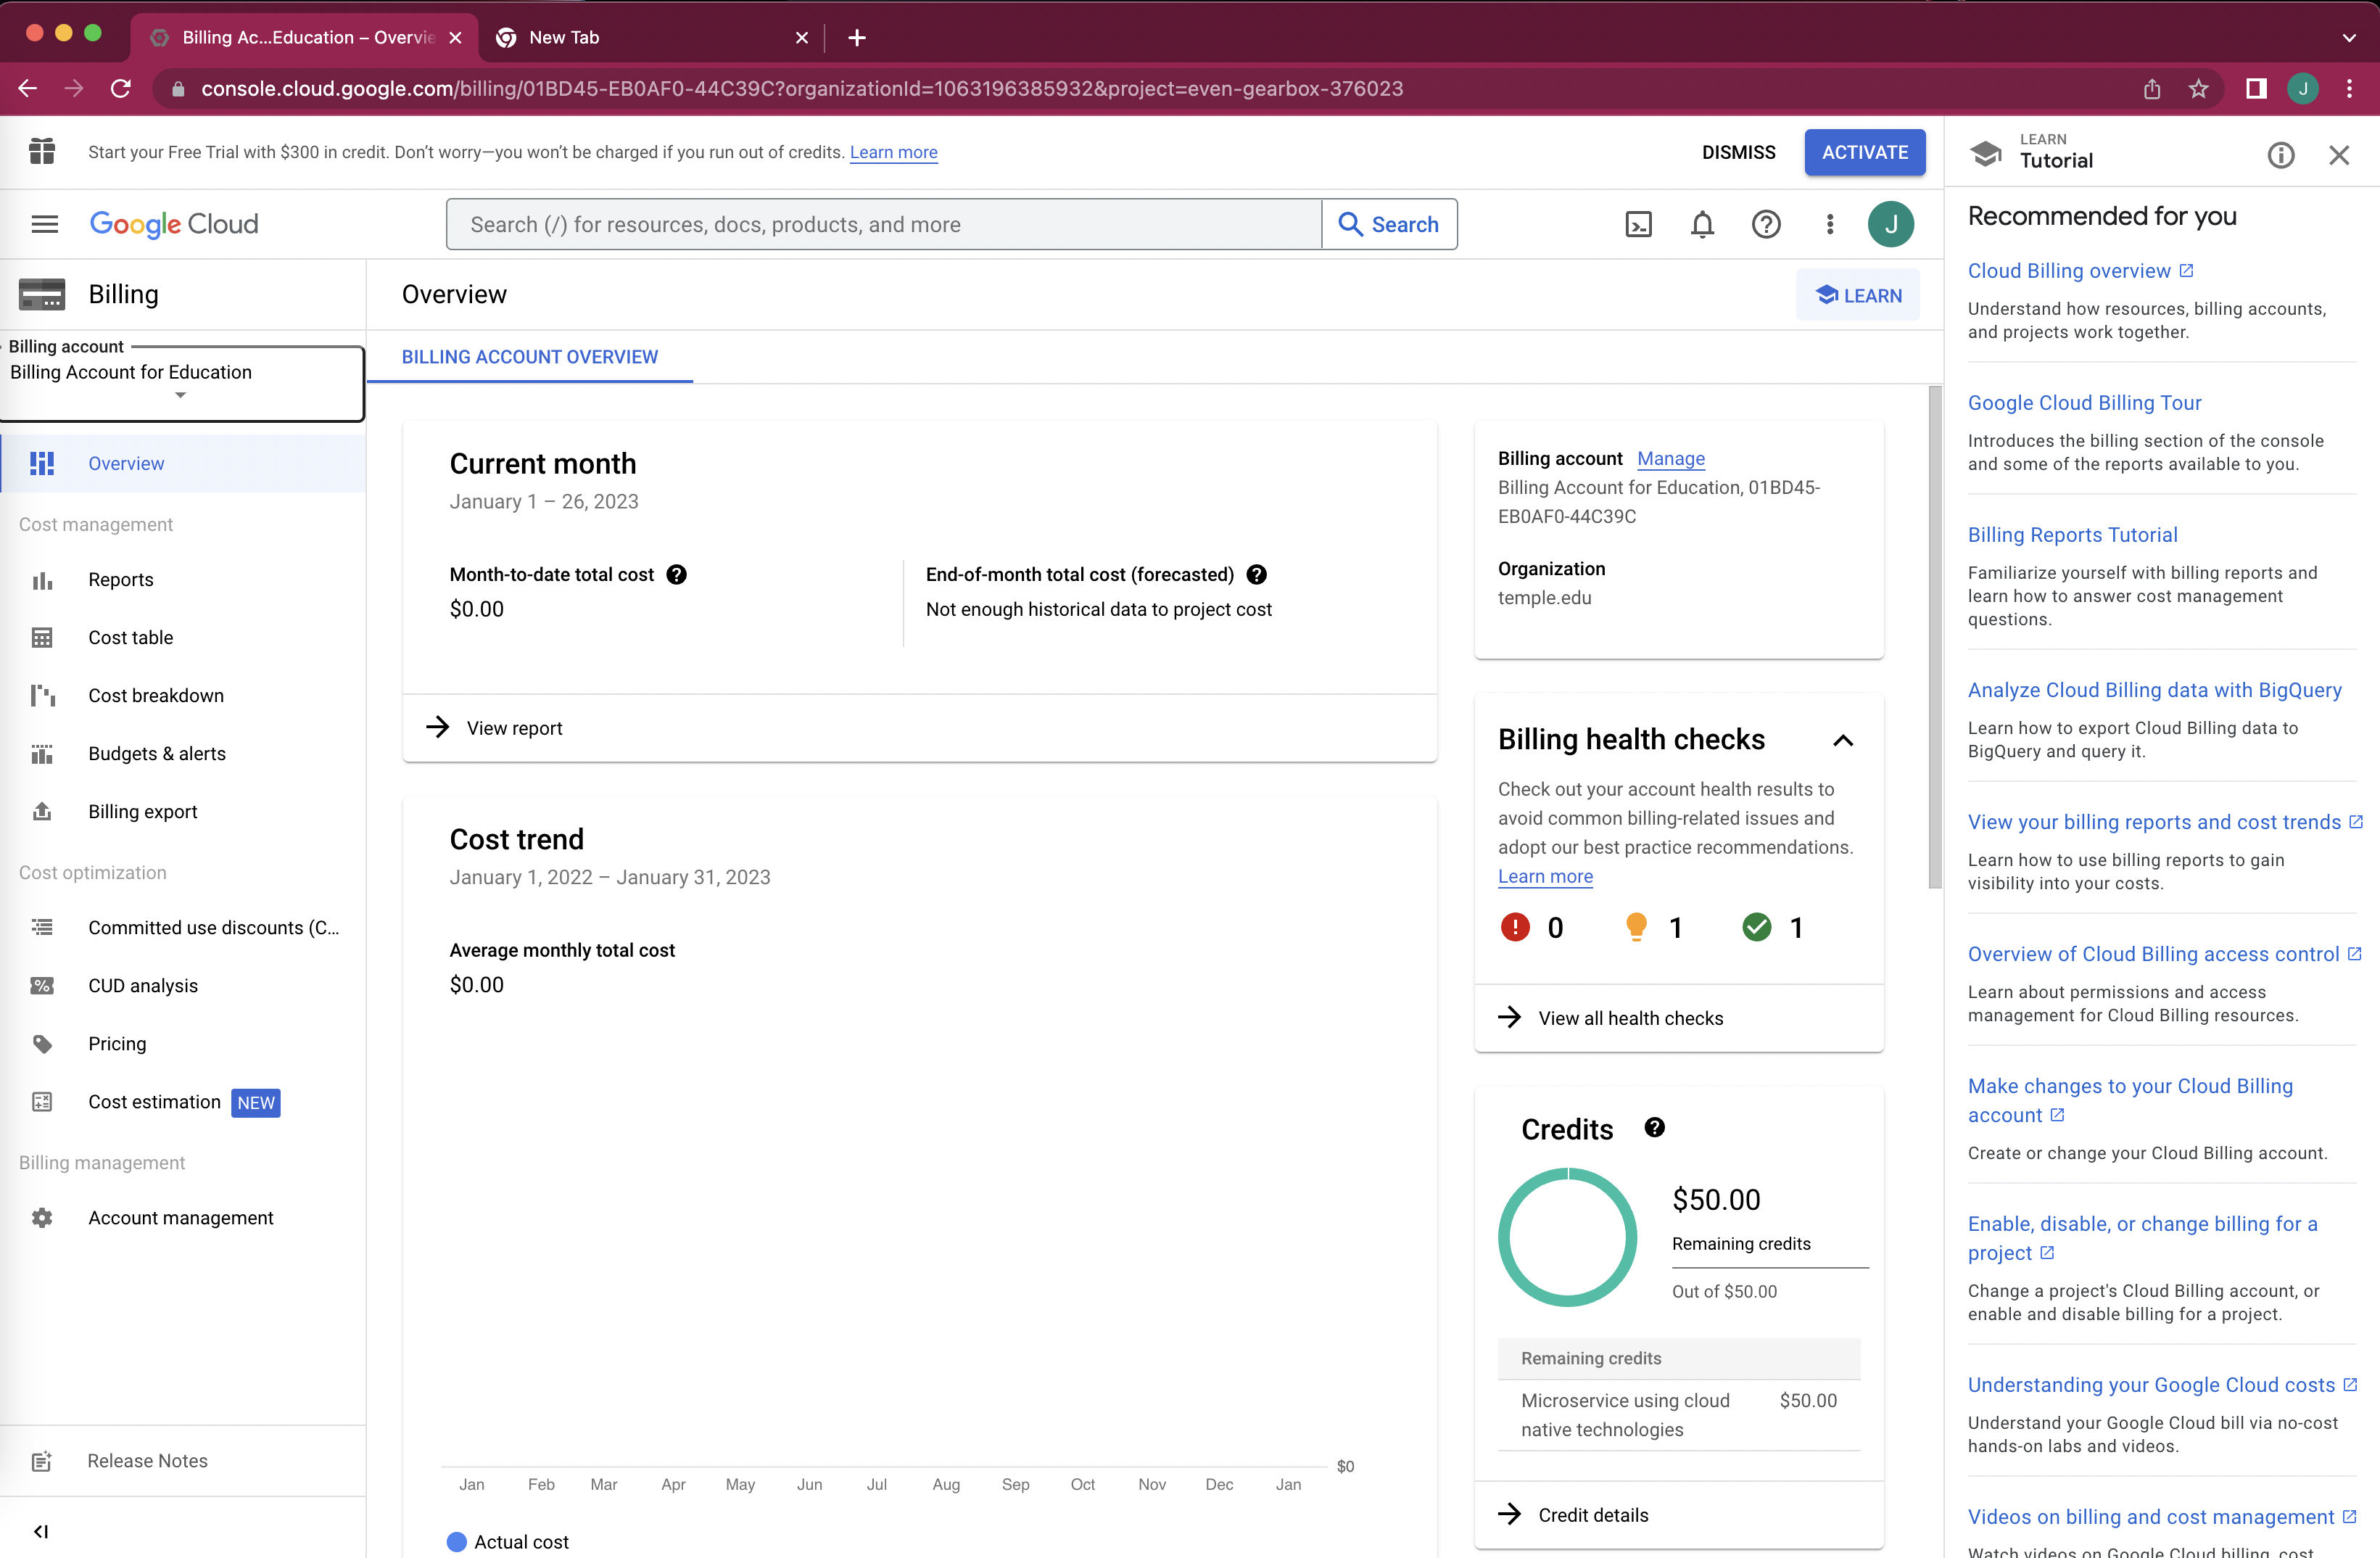 Billing Ac...Education – Overvie
New Tab
console.cloud.google.com/billing/01BD45-EB0AF0-44C39C?organizationId=1063196385932&project=even-gearbox-376023
J
Start your Free Trial with $300 in credit. Don't worry—you won't be charged if you run out of credits. Learn more
DISMISS
ACTIVATE
Google Cloud
Search (/) for resources, docs, products, and more
Search
J
Billing
Billing account
Billing Account for Education
Overview
Cost management
Reports
Cost table
Cost breakdown
Budgets & alerts
Billing export
Cost optimization
Committed use discounts (C...
CUD analysis
Pricing
Cost estimation NEW
Billing management
Account management
Release Notes
Overview
LEARN
BILLING ACCOUNT OVERVIEW
Current month
January 1 – 26, 2023
Month-to-date total cost
$0.00
End-of-month total cost (forecasted)
Not enough historical data to project cost
View report
Cost trend
January 1, 2022 – January 31, 2023
Average monthly total cost
$0.00
$0
Jan Feb Mar Apr May Jun Jul Aug Sep Oct Nov Dec Jan
Actual cost
Billing account Manage
Billing Account for Education, 01BD45-
EB0AF0-44C39C
Organization
temple.edu
Billing health checks
Check out your account health results to
avoid common billing-related issues and
adopt our best practice recommendations.
Learn more
0 1 1
View all health checks
Credits
$50.00
Remaining credits
Out of $50.00
Remaining credits
Microservice using cloud $50.00
native technologies
Credit details
LEARN
Tutorial
Recommended for you
Cloud Billing overview
Understand how resources, billing accounts,
and projects work together.
Google Cloud Billing Tour
Introduces the billing section of the console
and some of the reports available to you.
Billing Reports Tutorial
Familiarize yourself with billing reports and
learn how to answer cost management
questions.
Analyze Cloud Billing data with BigQuery
Learn how to export Cloud Billing data to
BigQuery and query it.
View your billing reports and cost trends
Learn how to use billing reports to gain
visibility into your costs.
Overview of Cloud Billing access control
Learn about permissions and access
management for Cloud Billing resources.
Make changes to your Cloud Billing
account
Create or change your Cloud Billing account.
Enable, disable, or change billing for a
project
Change a project's Cloud Billing account, or
enable and disable billing for a project.
Understanding your Google Cloud costs
Understand your Google Cloud bill via no-cost
hands-on labs and videos.
Videos on billing and cost management
Watch videos on Google Cloud billing, cost